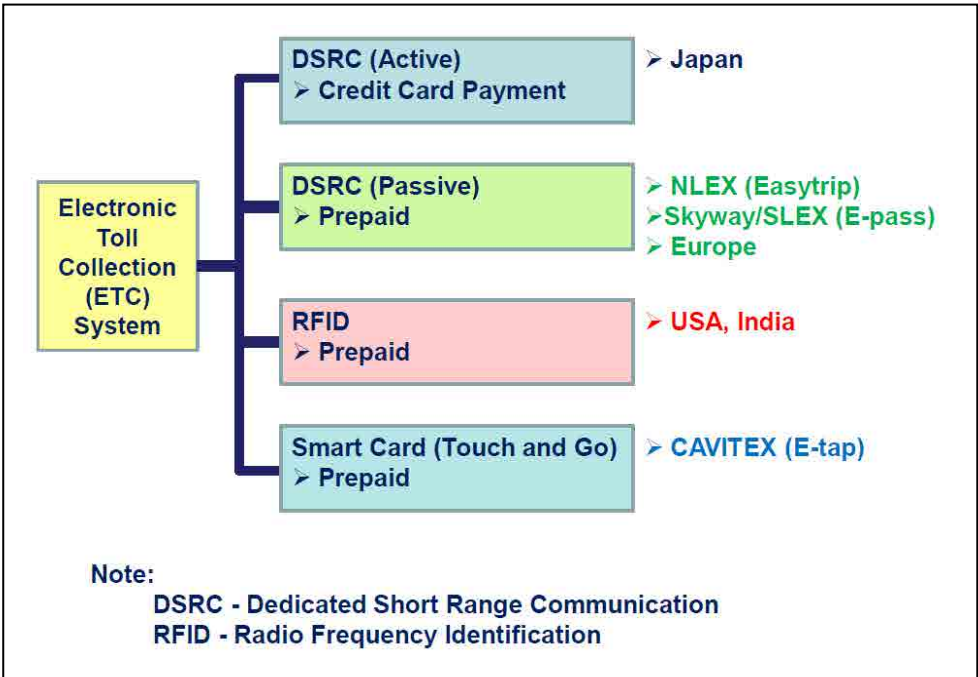 Electronic
Toll
Collection
(ETC)
System
DSRC (Active)
➢ Credit Card Payment
➢ Japan
DSRC (Passive)
➢ Prepaid
➢ NLEX (Easytrip)
➢Skyway/SLEX (E-pass)
➢ Europe
RFID
➢ Prepaid
➢ USA, India
Smart Card (Touch and Go)
➢ Prepaid
➢ CAVITEX (E-tap)
Note:
DSRC - Dedicated Short Range Communication
RFID - Radio Frequency Identification